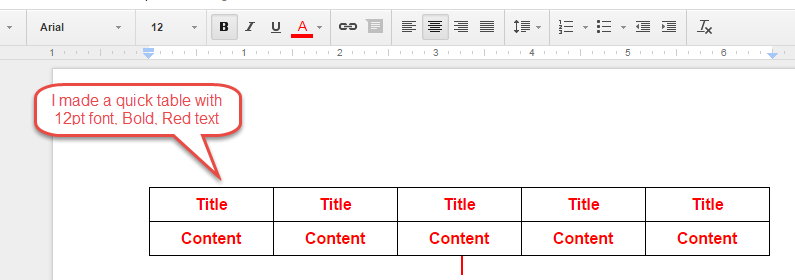 Arial 12 B I U A
1 1 2 3 4 5 6
I made a quick table with
12pt font, Bold, Red text
Title Title Title Title Title
Content Content Content Content Content